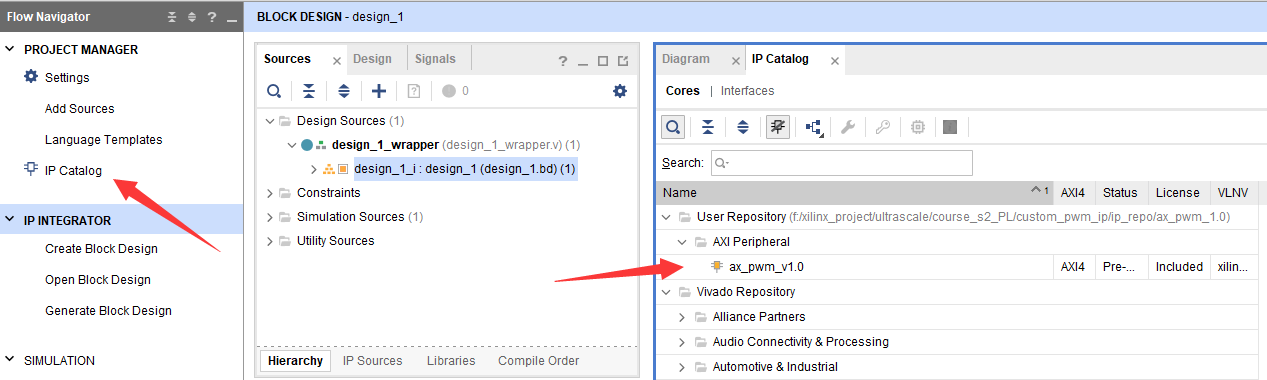 Flow Navigator
PROJECT MANAGER
Settings
Add Sources
Language Templates
IP Catalog
IP INTEGRATOR
Create Block Design
Open Block Design
Generate Block Design
SIMULATION
BLOCK DESIGN - design_1
Sources Design Signals
0
Design Sources (1)
design_1_wrapper (design_1_wrapper.v) (1)
design_1_i : design_1 (design_1.bd) (1)
Constraints
Simulation Sources (1)
Utility Sources
Hierarchy IP Sources Libraries Compile Order
Diagram IP Catalog
Cores | Interfaces
Search:
Name 1 AXI4 Status License VLNV
User Repository (f:/xilinx_project/ultrascale/course_s2_PL/custom_pwm_ip/ip_repo/ax_pwm_1.0)
AXI Peripheral
ax_pwm_v1.0 AXI4 Pre-... Included xilin...
Vivado Repository
Alliance Partners
Audio Connectivity & Processing
Automotive & Industrial